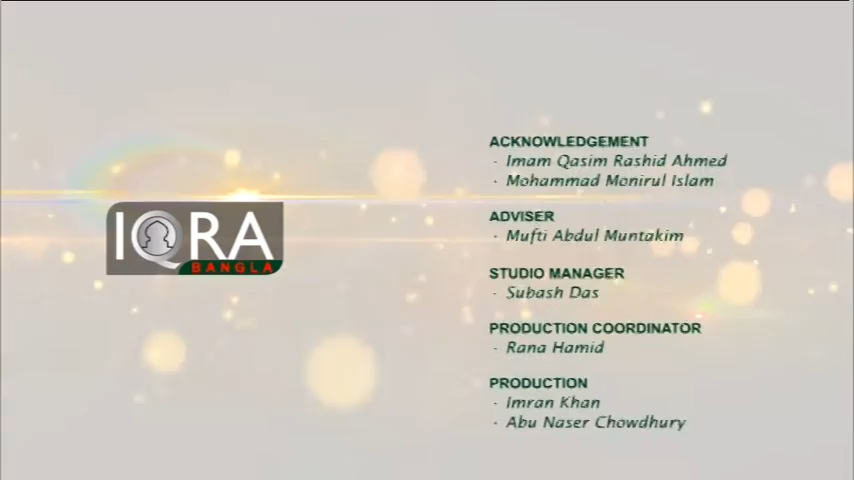 IQRA
BANGLA
ACKNOWLEDGEMENT
- Imam Qasim Rashid Ahmed
- Mohammad Monirul Islam
ADVISER
- Mufti Abdul Muntakim
STUDIO MANAGER
- Subash Das
PRODUCTION COORDINATOR
- Rana Hamid
PRODUCTION
- Imran Khan
- Abu Naser Chowdhury